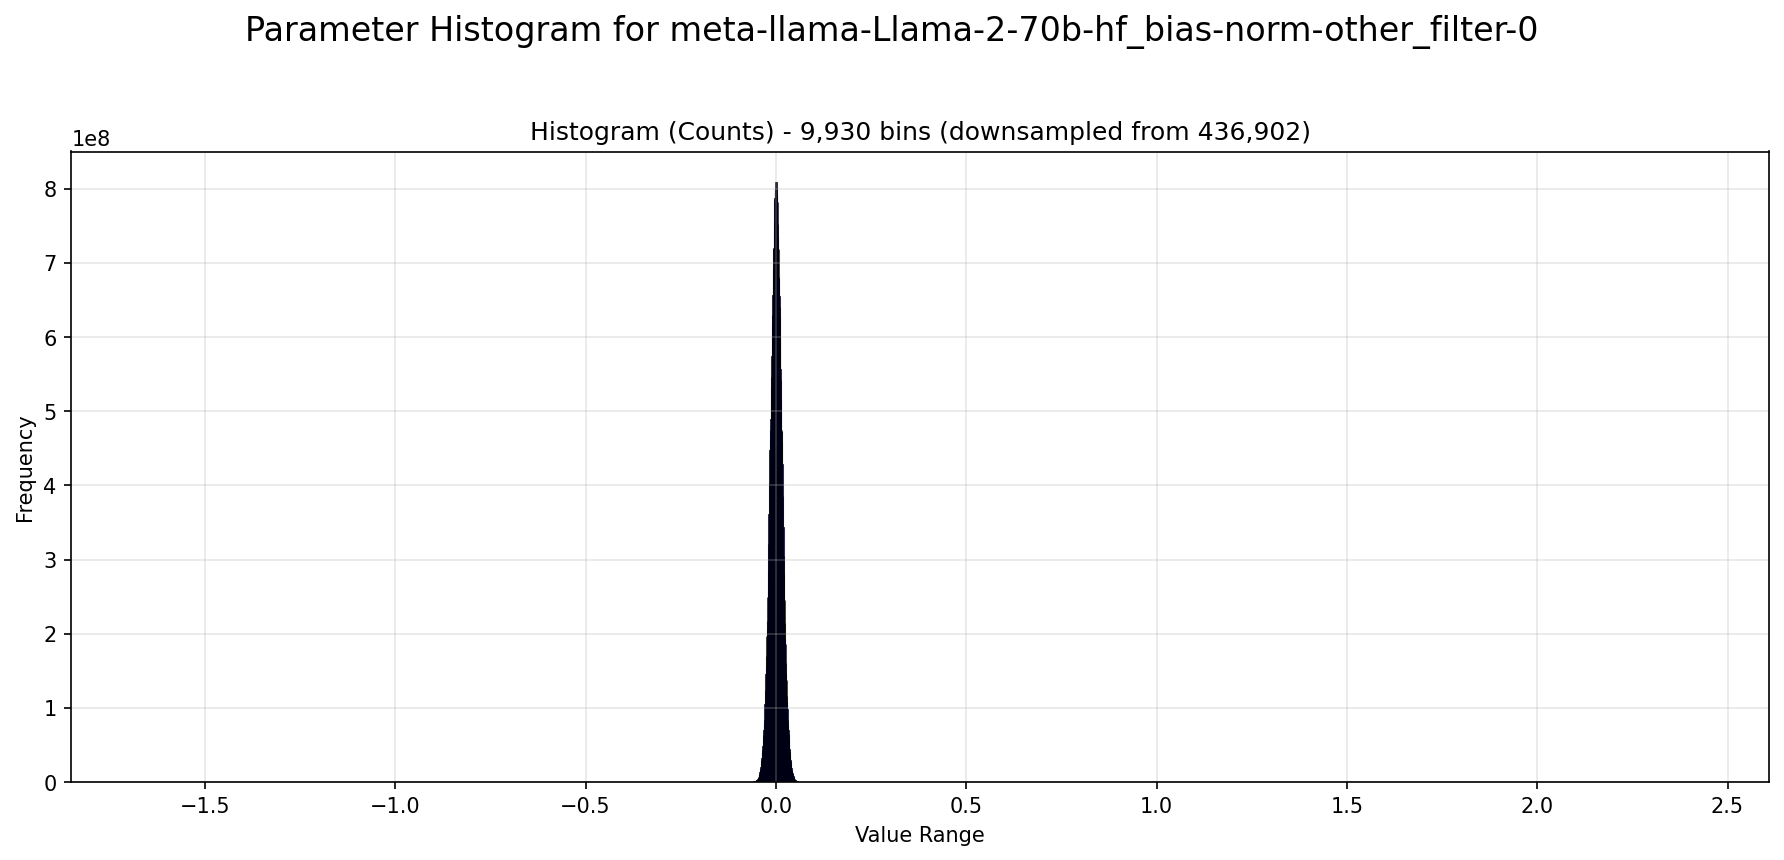 Parameter Histogram for meta-llama-Llama-2-70b-hf_bias-norm-other_filter-0
Histogram (Counts) - 9,930 bins (downsampled from 436,902)
1e8
8
7
6
5
4
3
2
1
0
Frequency
−1.5 −1.0 −0.5 0.0 0.5 1.0 1.5 2.0 2.5
Value Range